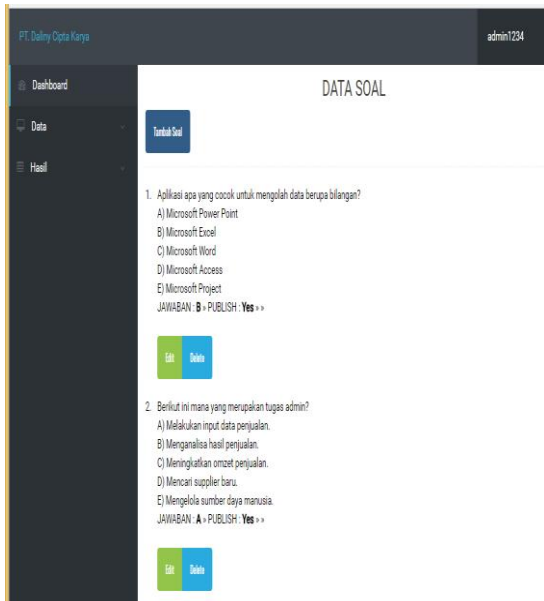 PT. Daliny Cipta Karya
admin1234
Dashboard
Data
Hasil
DATA SOAL
Tambah Soal
1. Aplikasi apa yang cocok untuk mengolah data berupa bilangan?
A) Microsoft Power Point
B) Microsoft Excel
C) Microsoft Word
D) Microsoft Access
E) Microsoft Project
JAWABAN : B » PUBLISH : Yes » »
Edit Delete
2. Berikut ini mana yang merupakan tugas admin?
A) Melakukan input data penjualan.
B) Menganalisa hasil penjualan.
C) Meningkatkan omzet penjualan.
D) Mencari supplier baru.
E) Mengelola sumber daya manusia.
JAWABAN : A » PUBLISH : Yes » »
Edit Delete